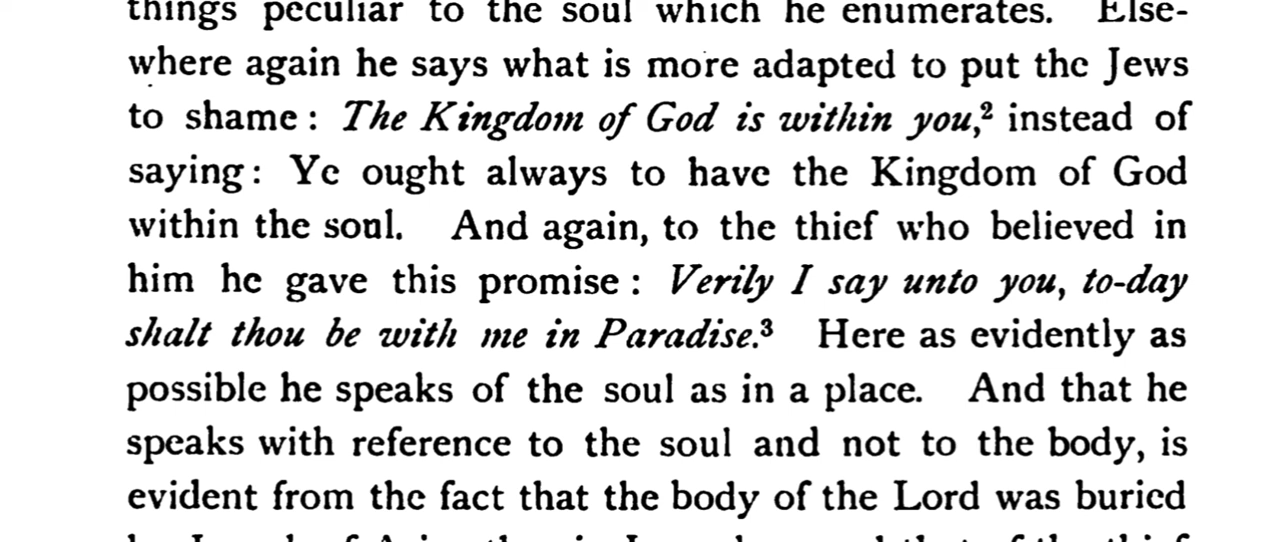 things peculiar to the soul which he enumerates. Else-
where again he says what is more adapted to put the Jews
to shame: The Kingdom of God is within you,² instead of
saying: Ye ought always to have the Kingdom of God
within the soul. And again, to the thief who believed in
him he gave this promise: Verily I say unto you, to-day
shalt thou be with me in Paradise.³ Here as evidently as
possible he speaks of the soul as in a place. And that he
speaks with reference to the soul and not to the body, is
evident from the fact that the body of the Lord was buried